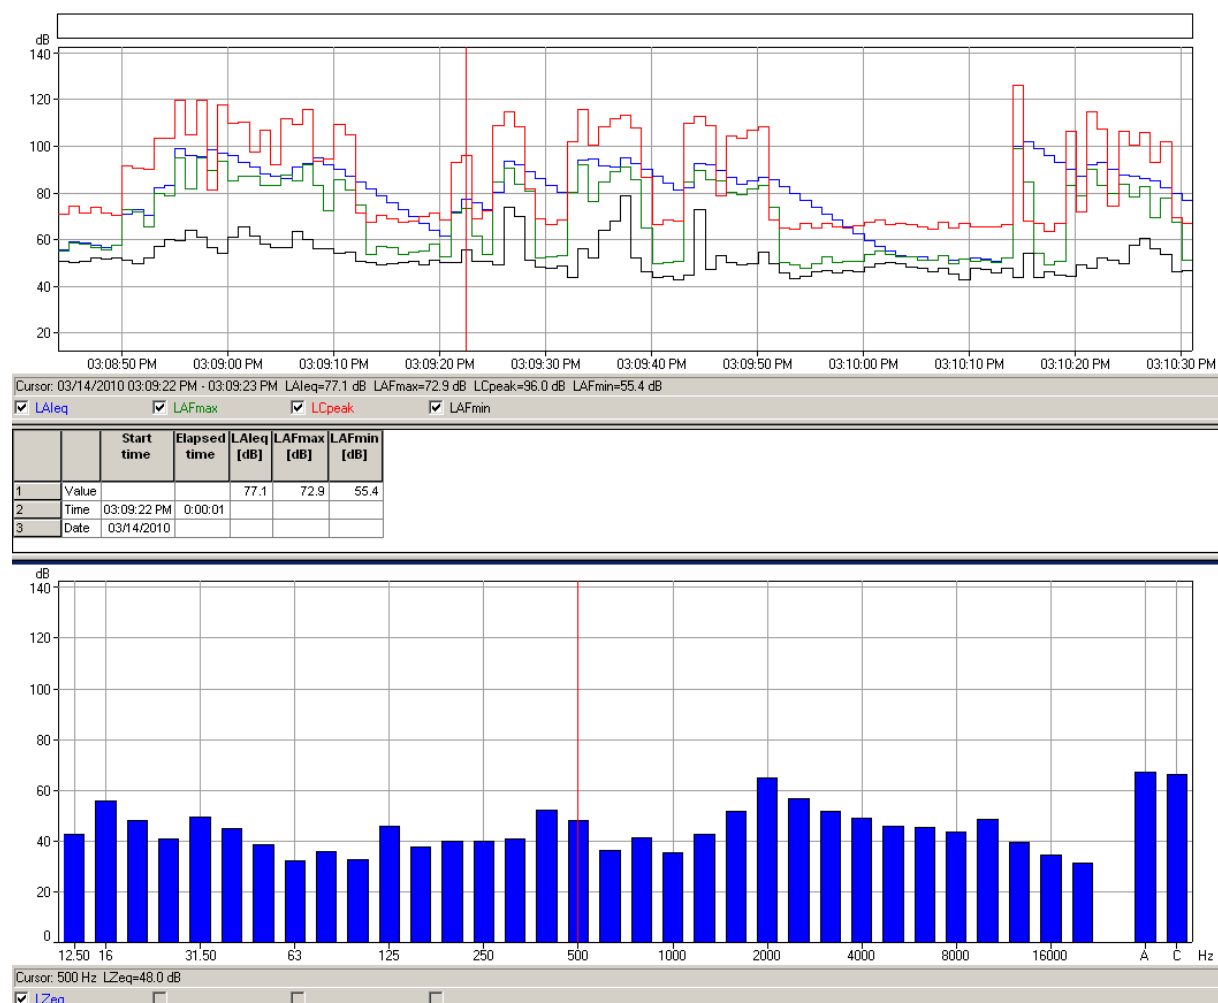 dB
140
120
100
80
60
40
20
03:08:50 PM 03:09:00 PM 03:09:10 PM 03:09:20 PM 03:09:30 PM 03:09:40 PM 03:09:50 PM 03:10:00 PM 03:10:10 PM 03:10:20 PM 03:10:30 PM
Cursor: 03/14/2010 03:09:22 PM - 03:09:23 PM LAIeq=77.1 dB LAFmax=72.9 dB LCpeak=96.0 dB LAFmin=55.4 dB
LAIeq LAFmax LCpeak LAFmin
Start time Elapsed time LAIeq [dB] LAFmax [dB] LAFmin [dB]
1 Value 77.1 72.9 55.4
2 Time 03:09:22 PM 0:00:01
3 Date 03/14/2010
dB
140
120
100
80
60
40
20
0
12.50 16 31.50 63 125 250 500 1000 2000 4000 8000 16000 A C Hz
Cursor: 500 Hz LZeq=48.0 dB
LZeq